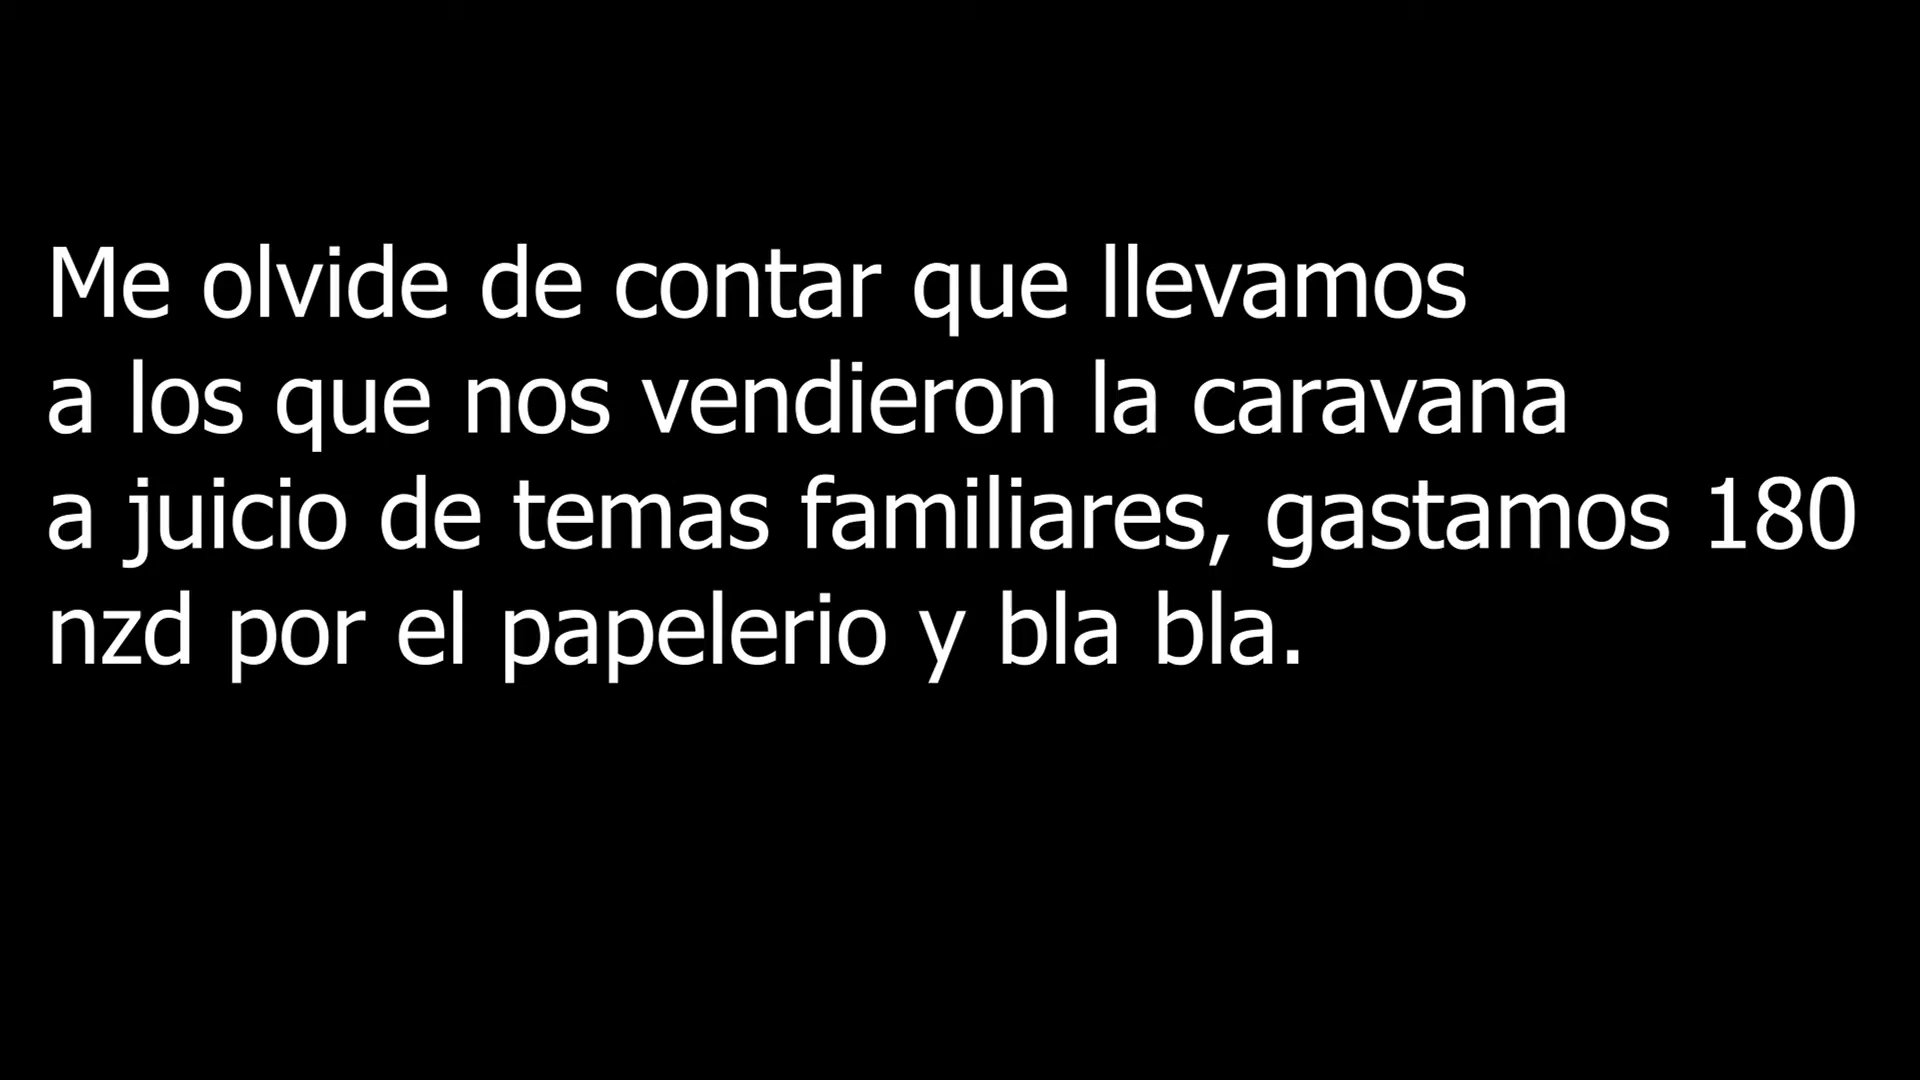 Me olvide de contar que llevamos
a los que nos vendieron la caravana
a juicio de temas familiares, gastamos 180
nzd por el papelerio y bla bla.